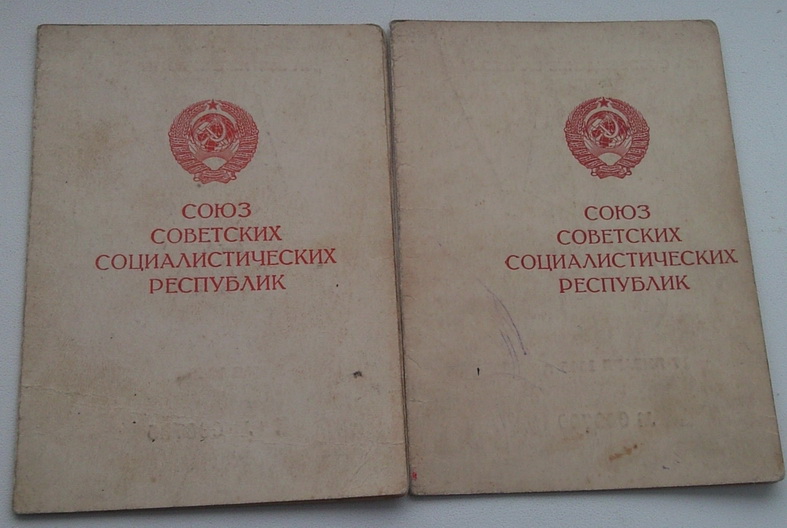 СОЮЗ
СОВЕТСКИХ
СОЦИАЛИСТИЧЕСКИХ
РЕСПУБЛИК
СОЮЗ
СОВЕТСКИХ
СОЦИАЛИСТИЧЕСКИХ
РЕСПУБЛИК